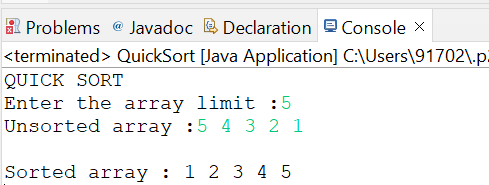 Problems @ Javadoc Declaration Console
<terminated> QuickSort [Java Application] C:\Users\91702\.p2
QUICK SORT
Enter the array limit :5
Unsorted array :5 4 3 2 1
Sorted array : 1 2 3 4 5